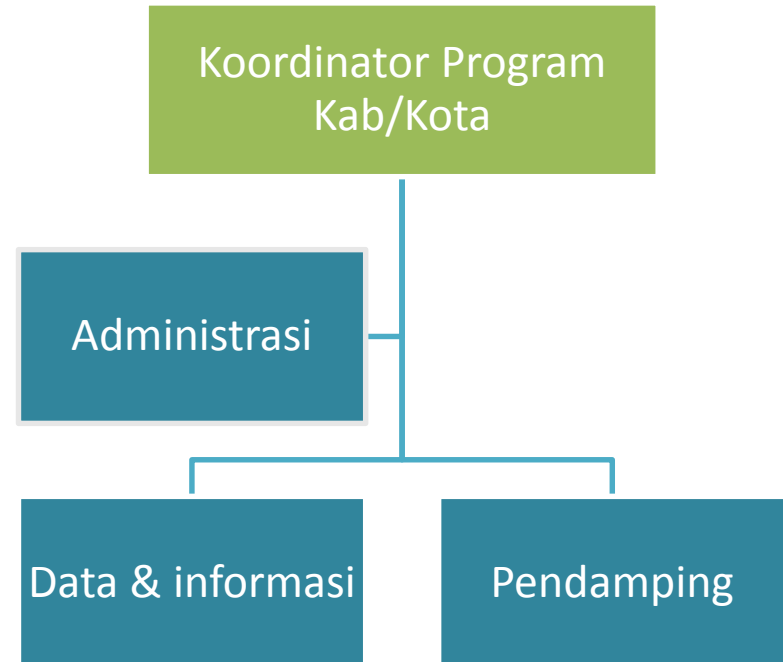 Koordinator Program
Kab/Kota
Administrasi
Data & informasi
Pendamping